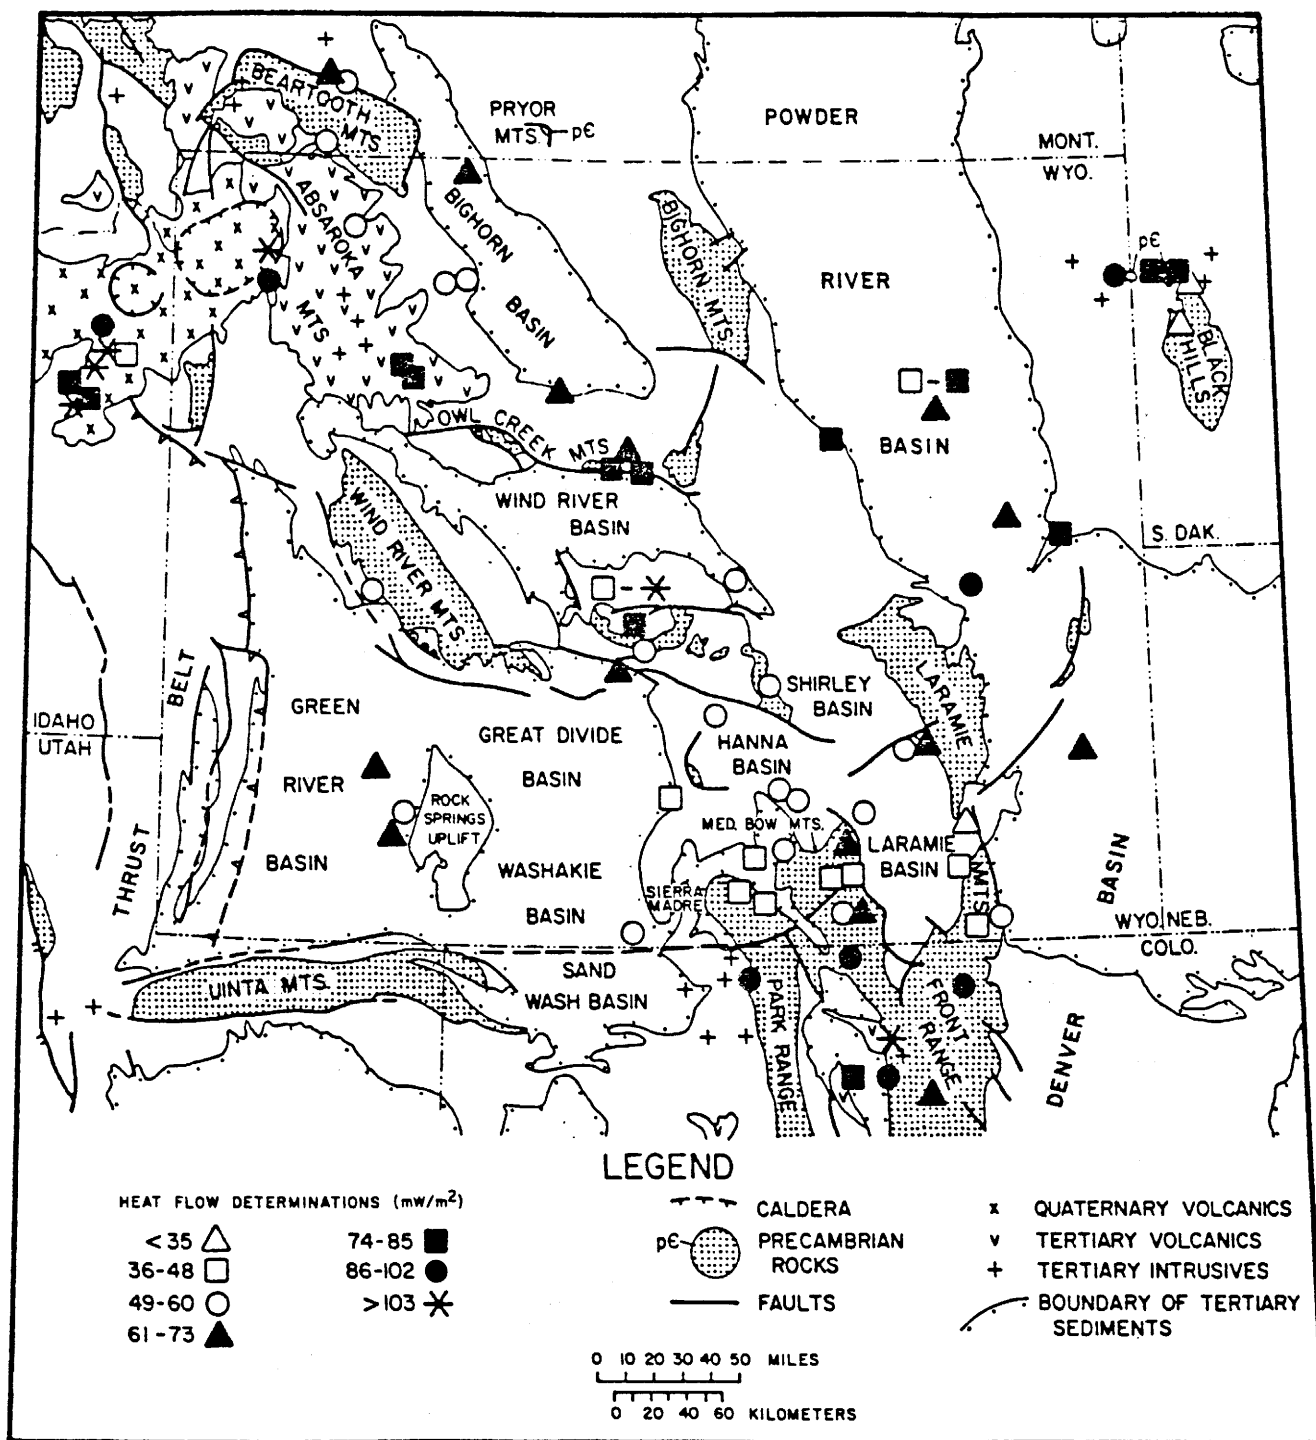 BEARTOOTH
MTS
PRYOR
MTS.
pЄ
POWDER
MONT.
WYO.
ABSAROKA
MTS
BIGHORN
BASIN
BIGHORN MTS.
RIVER
pЄ
BLACK
HILLS
OWL CREEK MTS
BASIN
WIND RIVER
BASIN
S. DAK.
WIND RIVER MTS.
LARAMIE
MTS
SHIRLEY
BASIN
IDAHO
UTAH
THRUST BELT
GREEN
RIVER
BASIN
GREAT DIVIDE
BASIN
HANNA
BASIN
ROCK
SPRINGS
UPLIFT
MED. BOW MTS.
LARAMIE
BASIN
WASHAKIE
BASIN
SIERRA
MADRE
DENVER BASIN
WYO. NEB.
COLO.
UINTA MTS.
SAND
WASH BASIN
PARK RANGE
FRONT
RANGE
LEGEND
HEAT FLOW DETERMINATIONS (mW/m²)
<35
36-48
49-60
61-73
74-85
86-102
>103
CALDERA
pЄ PRECAMBRIAN
ROCKS
FAULTS
x QUATERNARY VOLCANICS
v TERTIARY VOLCANICS
+ TERTIARY INTRUSIVES
BOUNDARY OF TERTIARY
SEDIMENTS
0 10 20 30 40 50 MILES
0 20 40 60 KILOMETERS